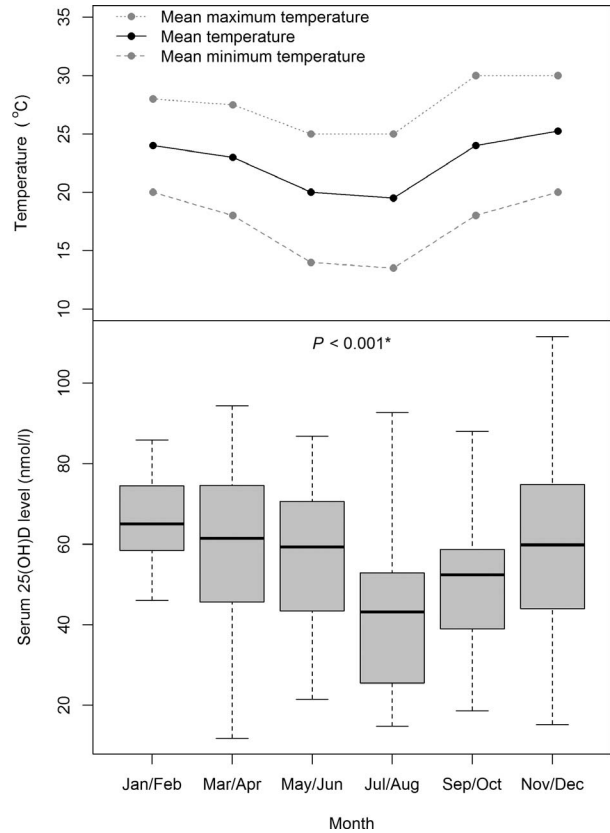 Mean maximum temperature
Mean temperature
Mean minimum temperature
35
30
25
20
15
10
Temperature (°C)
P < 0.001*
100
80
60
40
20
Serum 25(OH)D level (nmol/l)
Jan/Feb Mar/Apr May/Jun Jul/Aug Sep/Oct Nov/Dec
Month